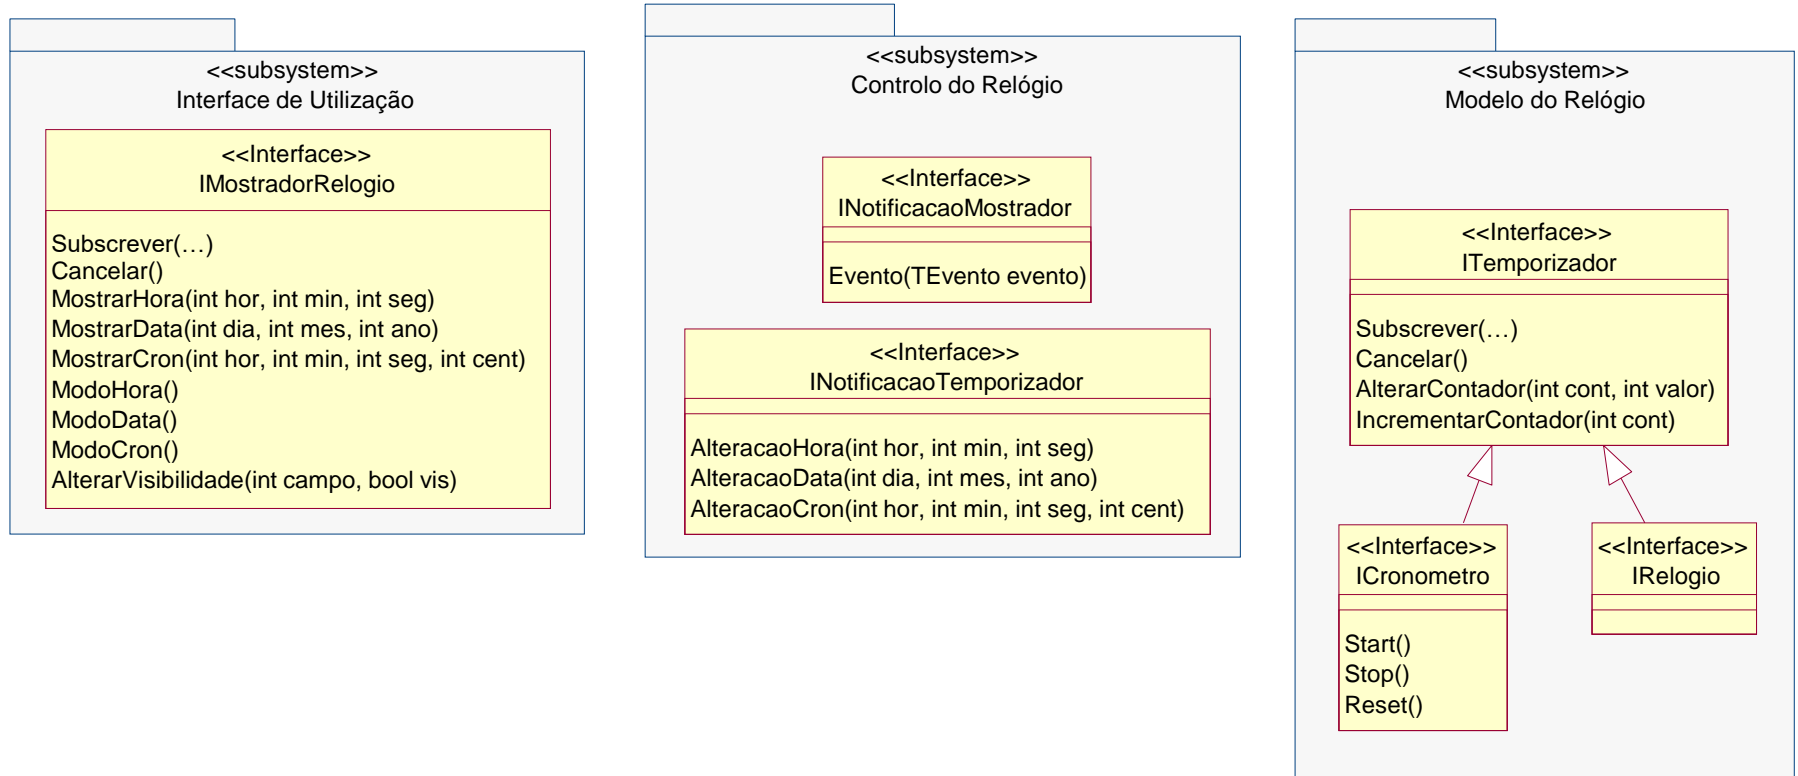 <<subsystem>>
Interface de Utilização
<<Interface>>
IMostradorRelogio
Subscrever(…)
Cancelar()
MostrarHora(int hor, int min, int seg)
MostrarData(int dia, int mes, int ano)
MostrarCron(int hor, int min, int seg, int cent)
ModoHora()
ModoData()
ModoCron()
AlterarVisibilidade(int campo, bool vis)
<<subsystem>>
Controlo do Relógio
<<Interface>>
INotificacaoMostrador
Evento(TEvento evento)
<<Interface>>
INotificacaoTemporizador
AlteracaoHora(int hor, int min, int seg)
AlteracaoData(int dia, int mes, int ano)
AlteracaoCron(int hor, int min, int seg, int cent)
<<subsystem>>
Modelo do Relógio
<<Interface>>
ITemporizador
Subscrever(…)
Cancelar()
AlterarContador(int cont, int valor)
IncrementarContador(int cont)
<<Interface>>
ICronometro
Start()
Stop()
Reset()
<<Interface>>
IRelogio